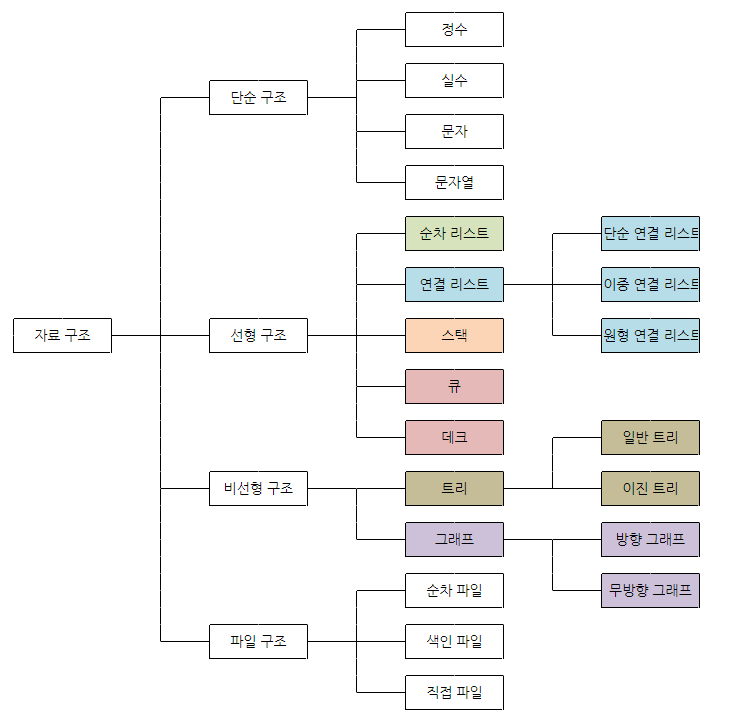 자료 구조
단순 구조
정수
실수
문자
문자열
선형 구조
순차 리스트
연결 리스트
단순 연결 리스트
이중 연결 리스트
원형 연결 리스트
스택
큐
데크
비선형 구조
트리
일반 트리
이진 트리
그래프
방향 그래프
무방향 그래프
파일 구조
순차 파일
색인 파일
직접 파일